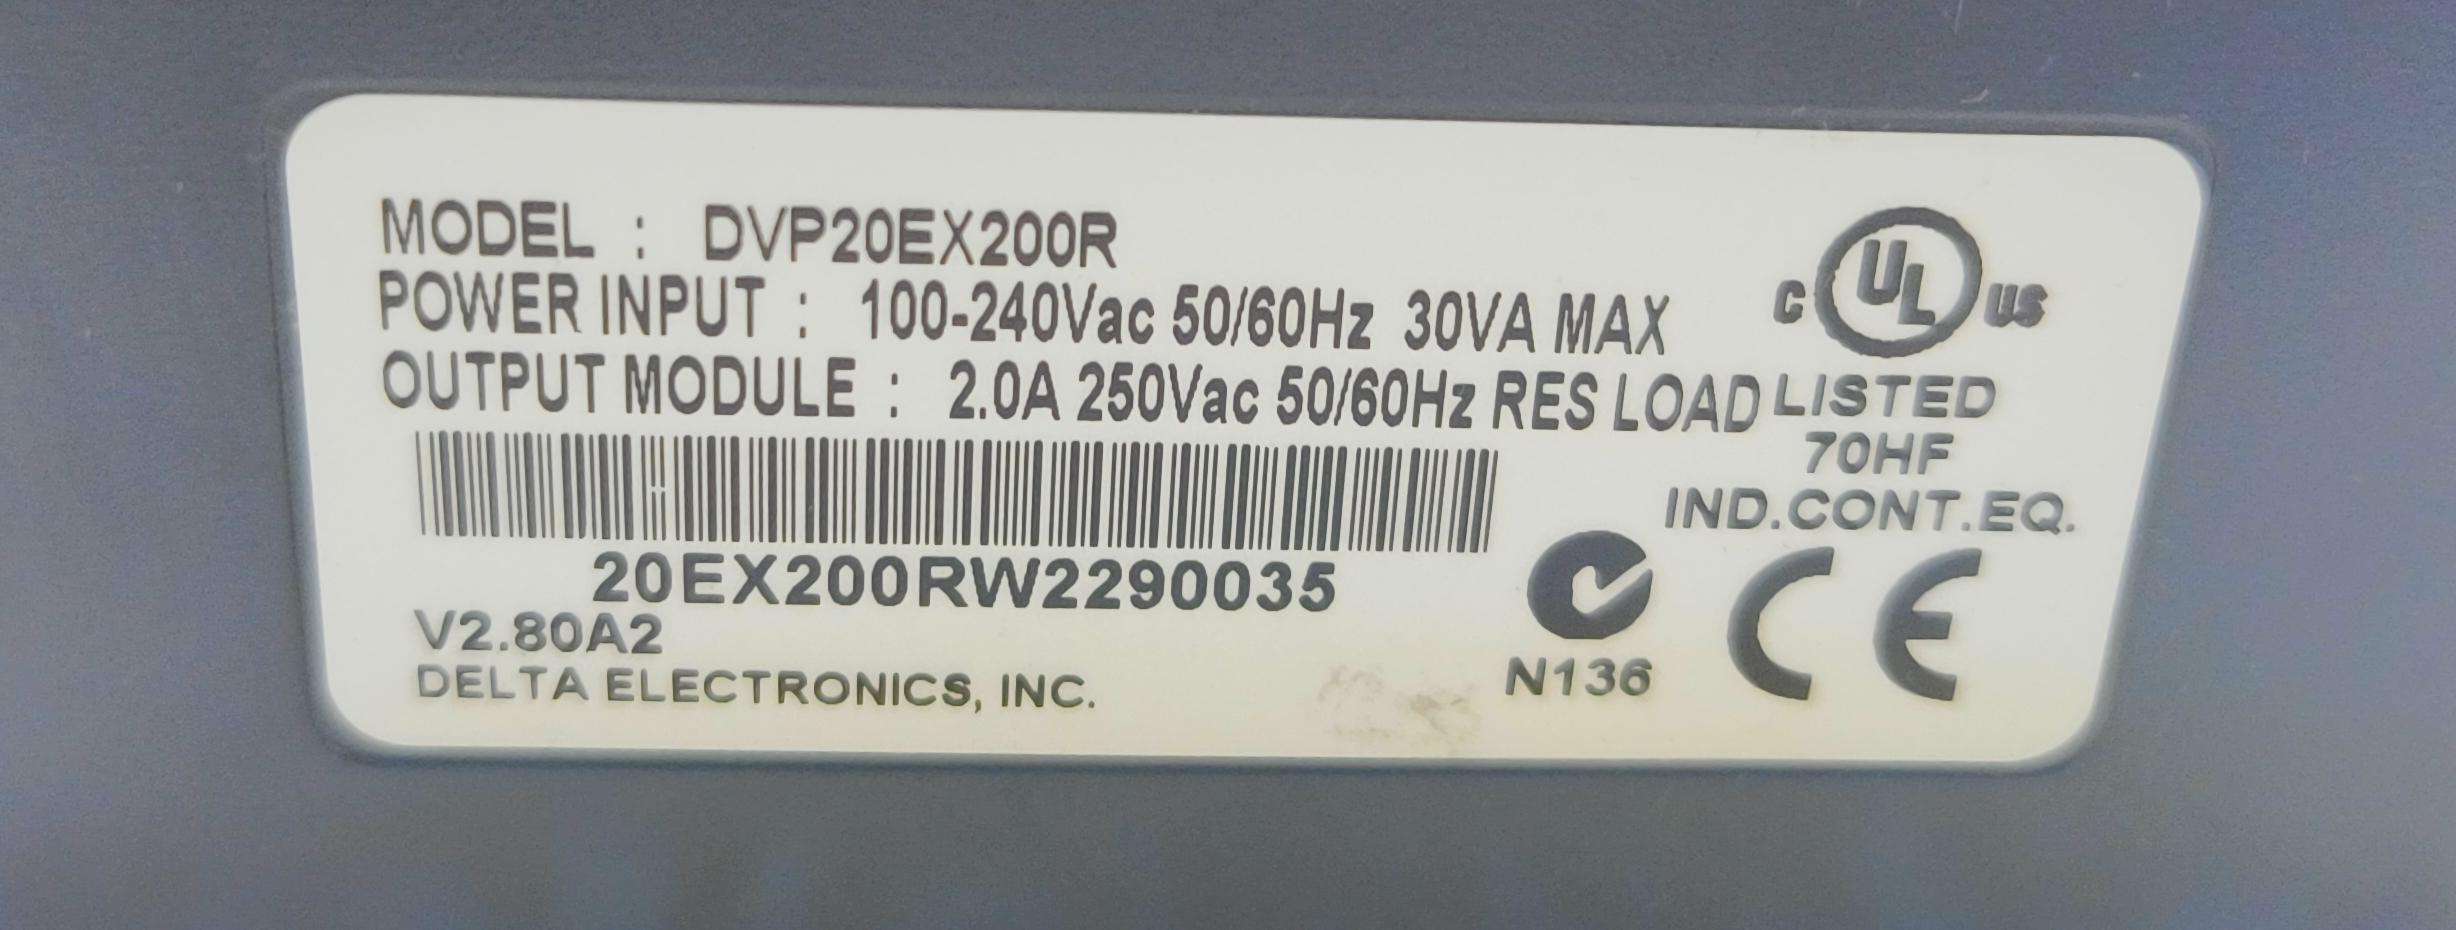 MODEL : DVP20EX200R
POWER INPUT : 100-240Vac 50/60Hz 30VA MAX
OUTPUT MODULE : 2.0A 250Vac 50/60Hz RES LOAD
C UL US
LISTED
70HF
IND.CONT.EQ.
20EX200RW2290035
V2.80A2
DELTA ELECTRONICS, INC.
N136
CE